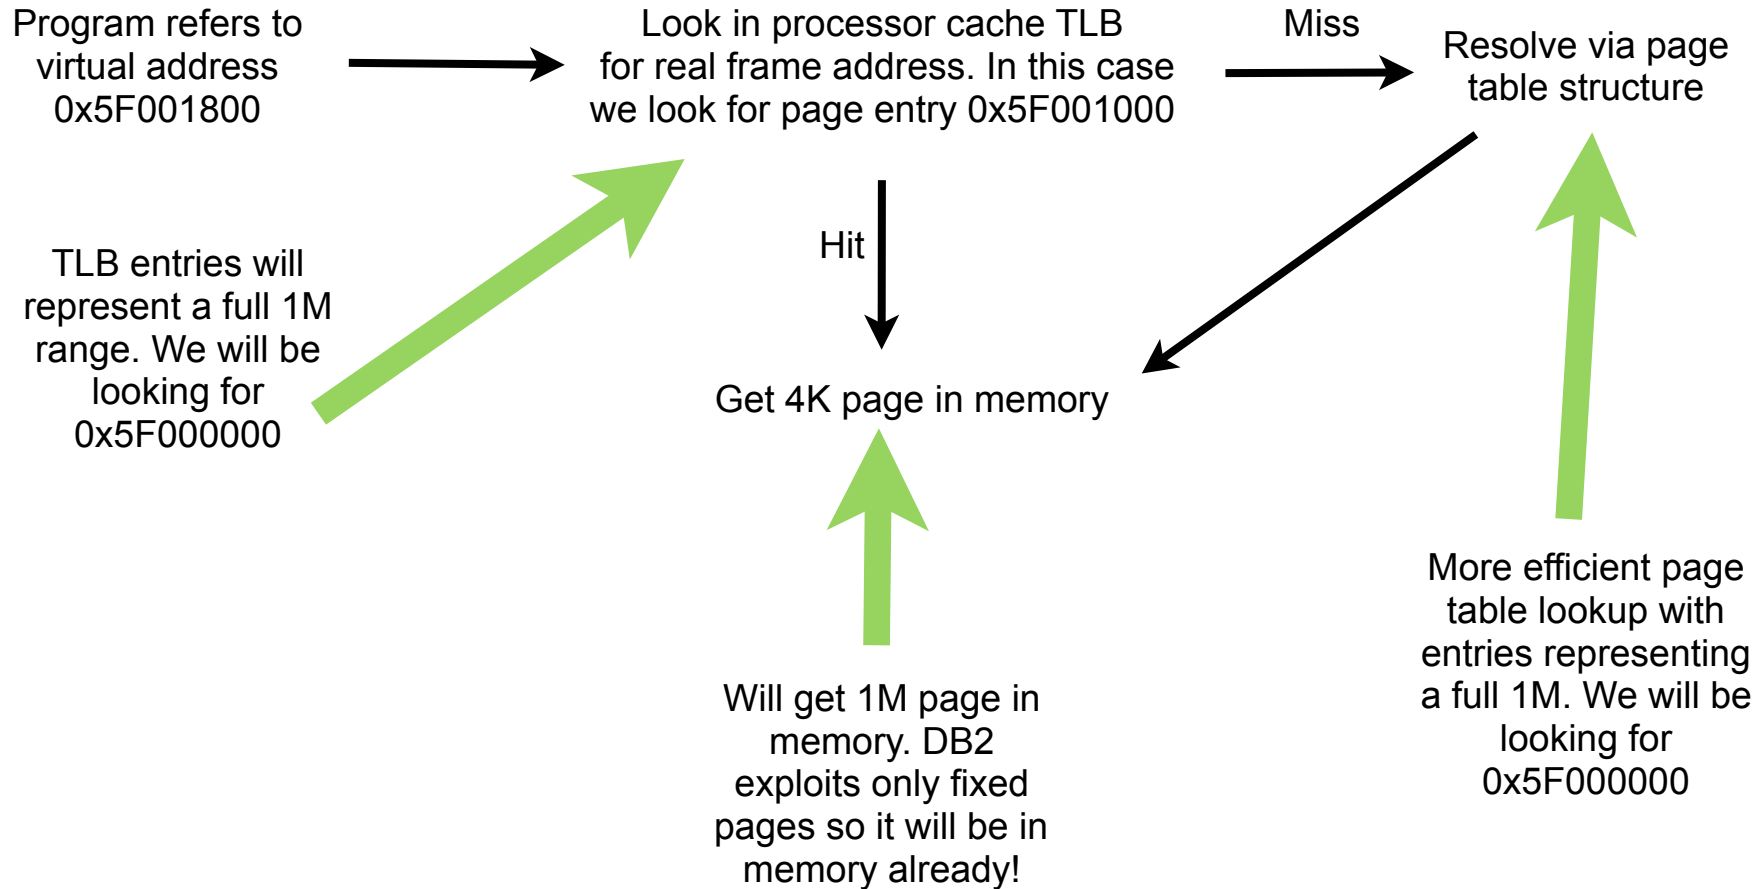 Program refers to
virtual address
0x5F001800
Look in processor cache TLB
for real frame address. In this case
we look for page entry 0x5F001000
Miss
Resolve via page
table structure
TLB entries will
represent a full 1M
range. We will be
looking for
0x5F000000
Hit
Get 4K page in memory
More efficient page
table lookup with
entries representing
a full 1M. We will be
looking for
0x5F000000
Will get 1M page in
memory. DB2
exploits only fixed
pages so it will be in
memory already!